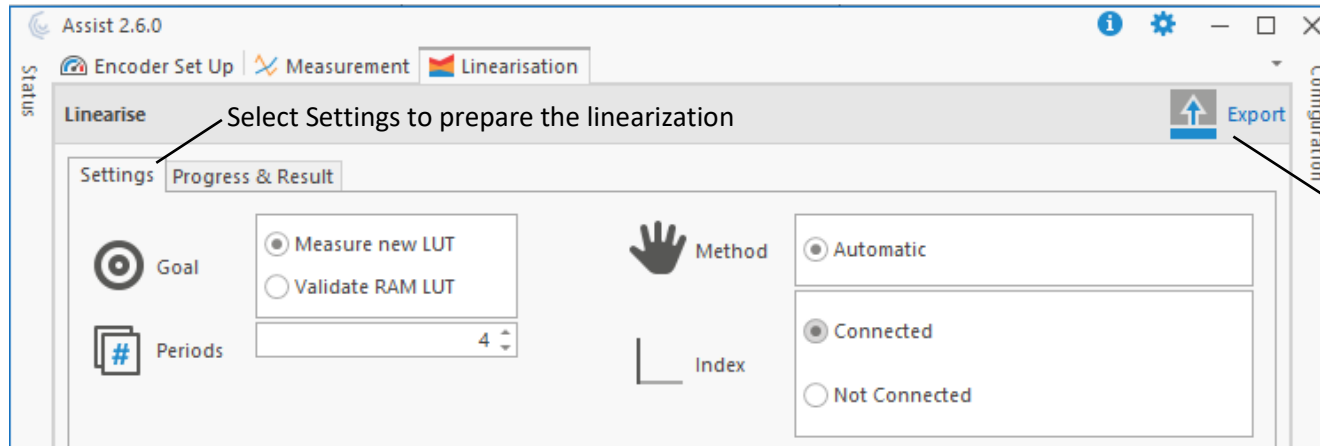 Assist 2.6.0
Status
Encoder Set Up Measurement Linearisation
Configuration
Linearise
Select Settings to prepare the linearization
Export
Settings Progress & Result
Goal
Measure new LUT
Validate RAM LUT
Method
Automatic
# Periods
4
Index
Connected
Not Connected